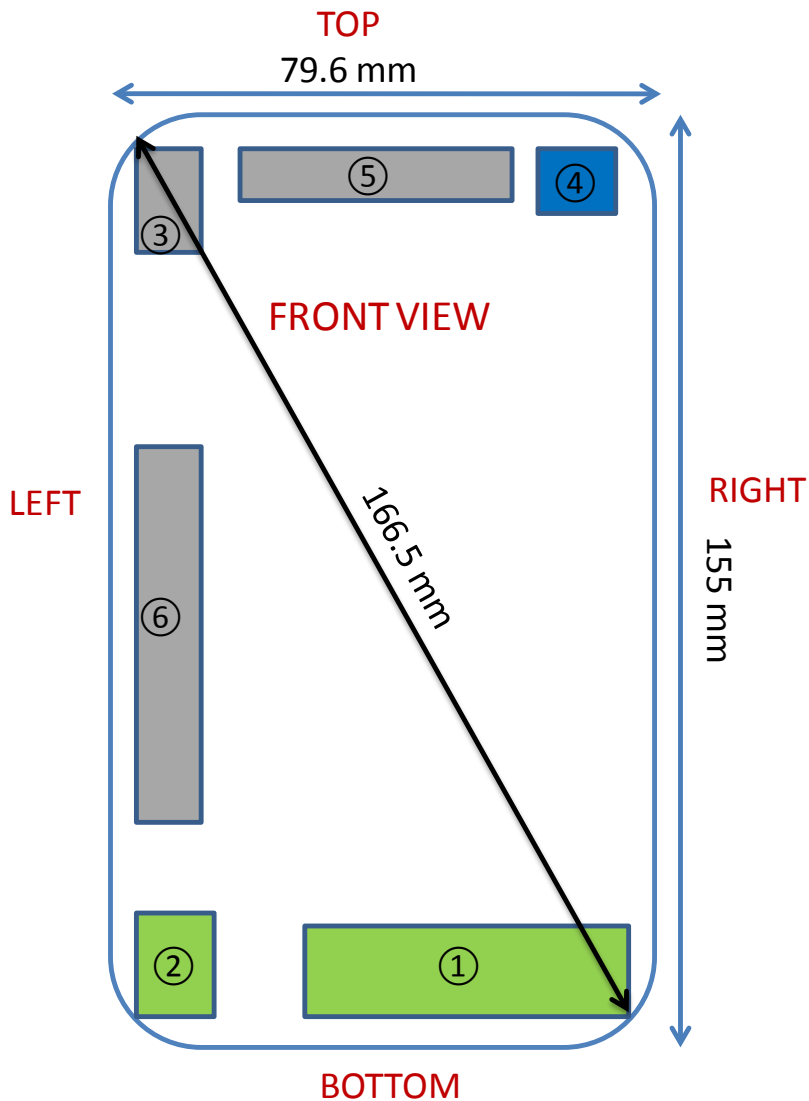 TOP
79.6 mm
⑤
④
③
FRONT VIEW
LEFT
RIGHT
166.5 mm
155 mm
⑥
②
①
BOTTOM